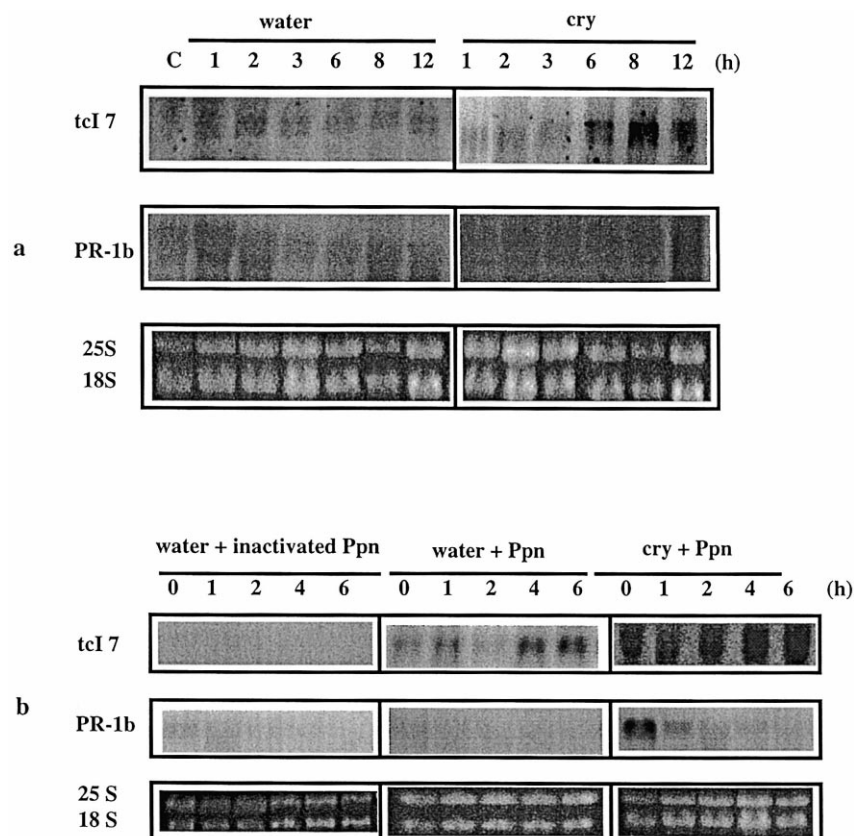 water cry
C 1 2 3 6 8 12 1 2 3 6 8 12 (h)
tcI 7
a PR-1b
25S
18S
water + inactivated Ppn water + Ppn cry + Ppn
0 1 2 4 6 0 1 2 4 6 0 1 2 4 6 (h)
tcI 7
b PR-1b
25 S
18 S